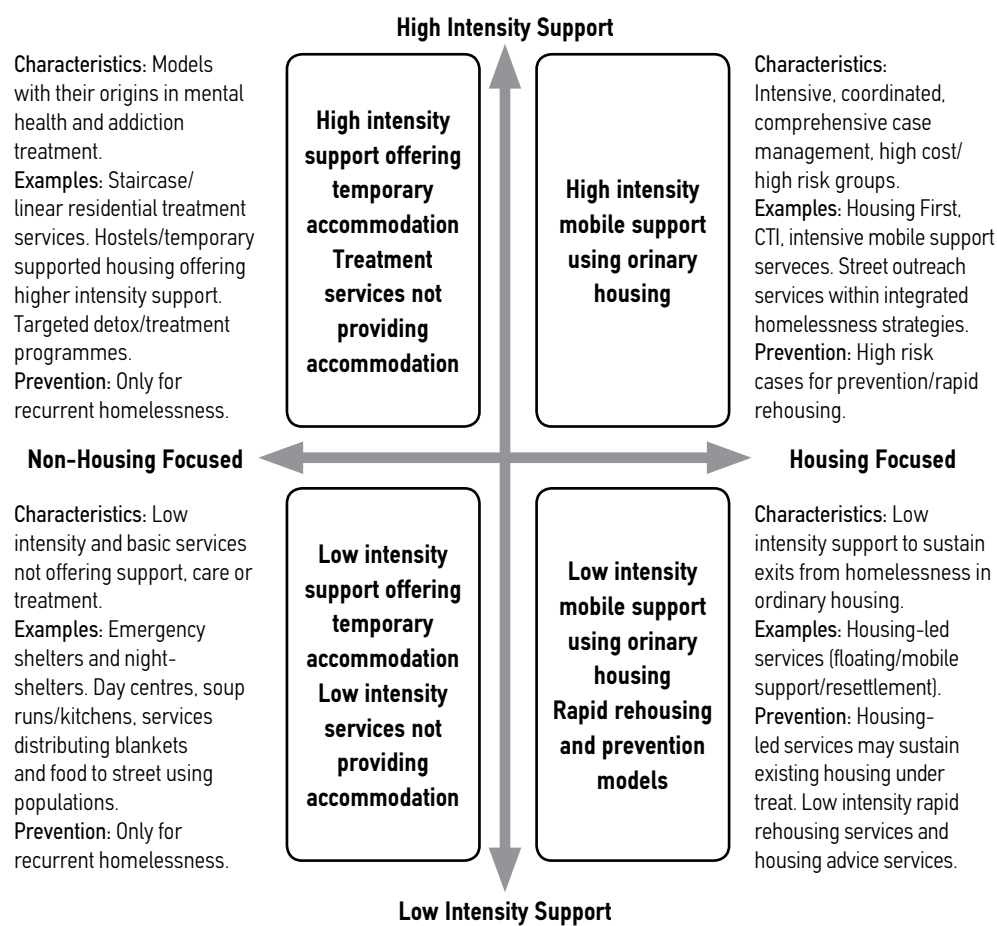 High Intensity Support
Characteristics: Models
with their origins in mental
health and addiction
treatment.
Examples: Staircase/
linear residential treatment
services. Hostels/temporary
supported housing offering
higher intensity support.
Targeted detox/treatment
programmes.
Prevention: Only for
recurrent homelessness.
High intensity
support offering
temporary
accommodation
Treatment
services not
providing
accommodation
High intensity
mobile support
using orinary
housing
Characteristics:
Intensive, coordinated,
comprehensive case
management, high cost/
high risk groups.
Examples: Housing First,
CTI, intensive mobile support
serveces. Street outreach
services within integrated
homelessness strategies.
Prevention: High risk
cases for prevention/rapid
rehousing.
Non-Housing Focused
Housing Focused
Characteristics: Low
intensity and basic services
not offering support, care or
treatment.
Examples: Emergency
shelters and night-
shelters. Day centres, soup
runs/kitchens, services
distributing blankets
and food to street using
populations.
Prevention: Only for
recurrent homelessness.
Low intensity
support offering
temporary
accommodation
Low intensity
services not
providing
accommodation
Low intensity
mobile support
using orinary
housing
Rapid rehousing
and prevention
models
Characteristics: Low
intensity support to sustain
exits from homelessness in
ordinary housing.
Examples: Housing-led
services (floating/mobile
support/resettlement).
Prevention: Housing-
led services may sustain
existing housing under
treat. Low intensity rapid
rehousing services and
housing advice services.
Low Intensity Support